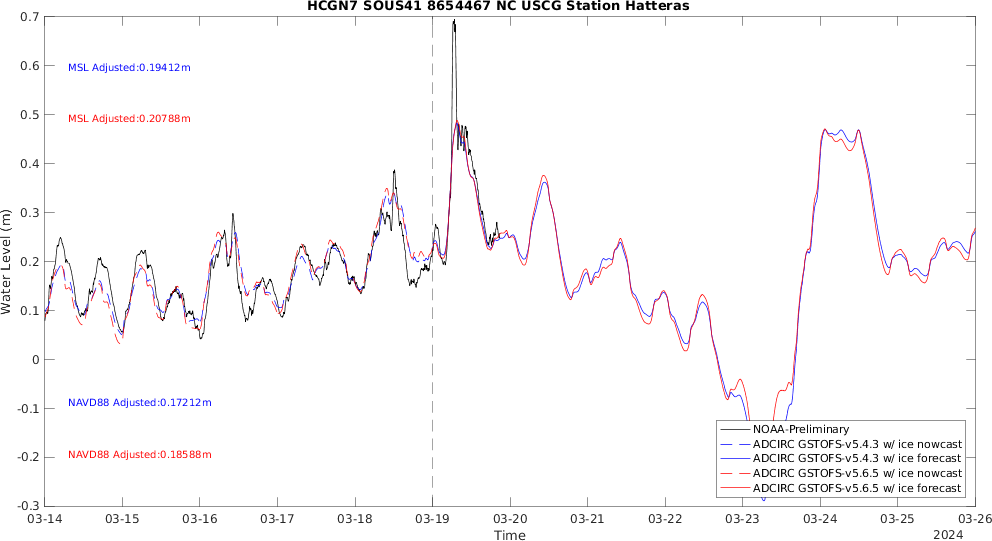 HCGN7 SOUS41 8654467 NC USCG Station Hatteras
0.7
0.6
0.5
0.4
0.3
0.2
0.1
0
-0.1
-0.2
-0.3
Water Level (m)
MSL Adjusted:0.19412m
MSL Adjusted:0.20788m
NAVD88 Adjusted:0.17212m
NAVD88 Adjusted:0.18588m
NOAA-Preliminary
ADCIRC GSTOFS-v5.4.3 w/ ice nowcast
ADCIRC GSTOFS-v5.4.3 w/ ice forecast
ADCIRC GSTOFS-v5.6.5 w/ ice nowcast
ADCIRC GSTOFS-v5.6.5 w/ ice forecast
03-14 03-15 03-16 03-17 03-18 03-19 03-20 03-21 03-22 03-23 03-24 03-25 03-26
Time
2024